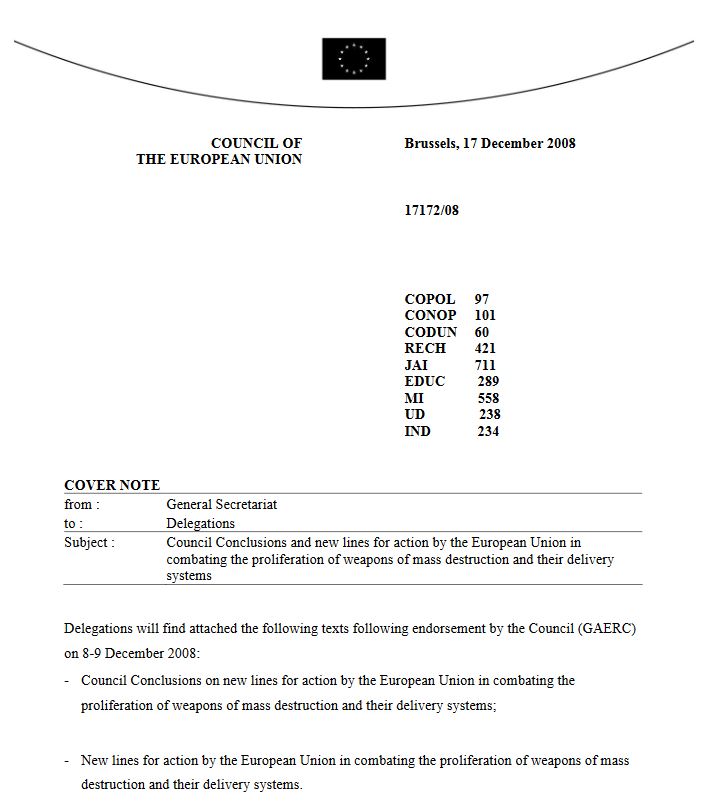 COUNCIL OF
THE EUROPEAN UNION
Brussels, 17 December 2008
17172/08
COPOL 97
CONOP 101
CODUN 60
RECH 421
JAI 711
EDUC 289
MI 558
UD 238
IND 234
COVER NOTE
from : General Secretariat
to : Delegations
Subject : Council Conclusions and new lines for action by the European Union in
combating the proliferation of weapons of mass destruction and their delivery
systems
Delegations will find attached the following texts following endorsement by the Council (GAERC)
on 8-9 December 2008:
- Council Conclusions on new lines for action by the European Union in combating the
proliferation of weapons of mass destruction and their delivery systems;
- New lines for action by the European Union in combating the proliferation of weapons of mass
destruction and their delivery systems.